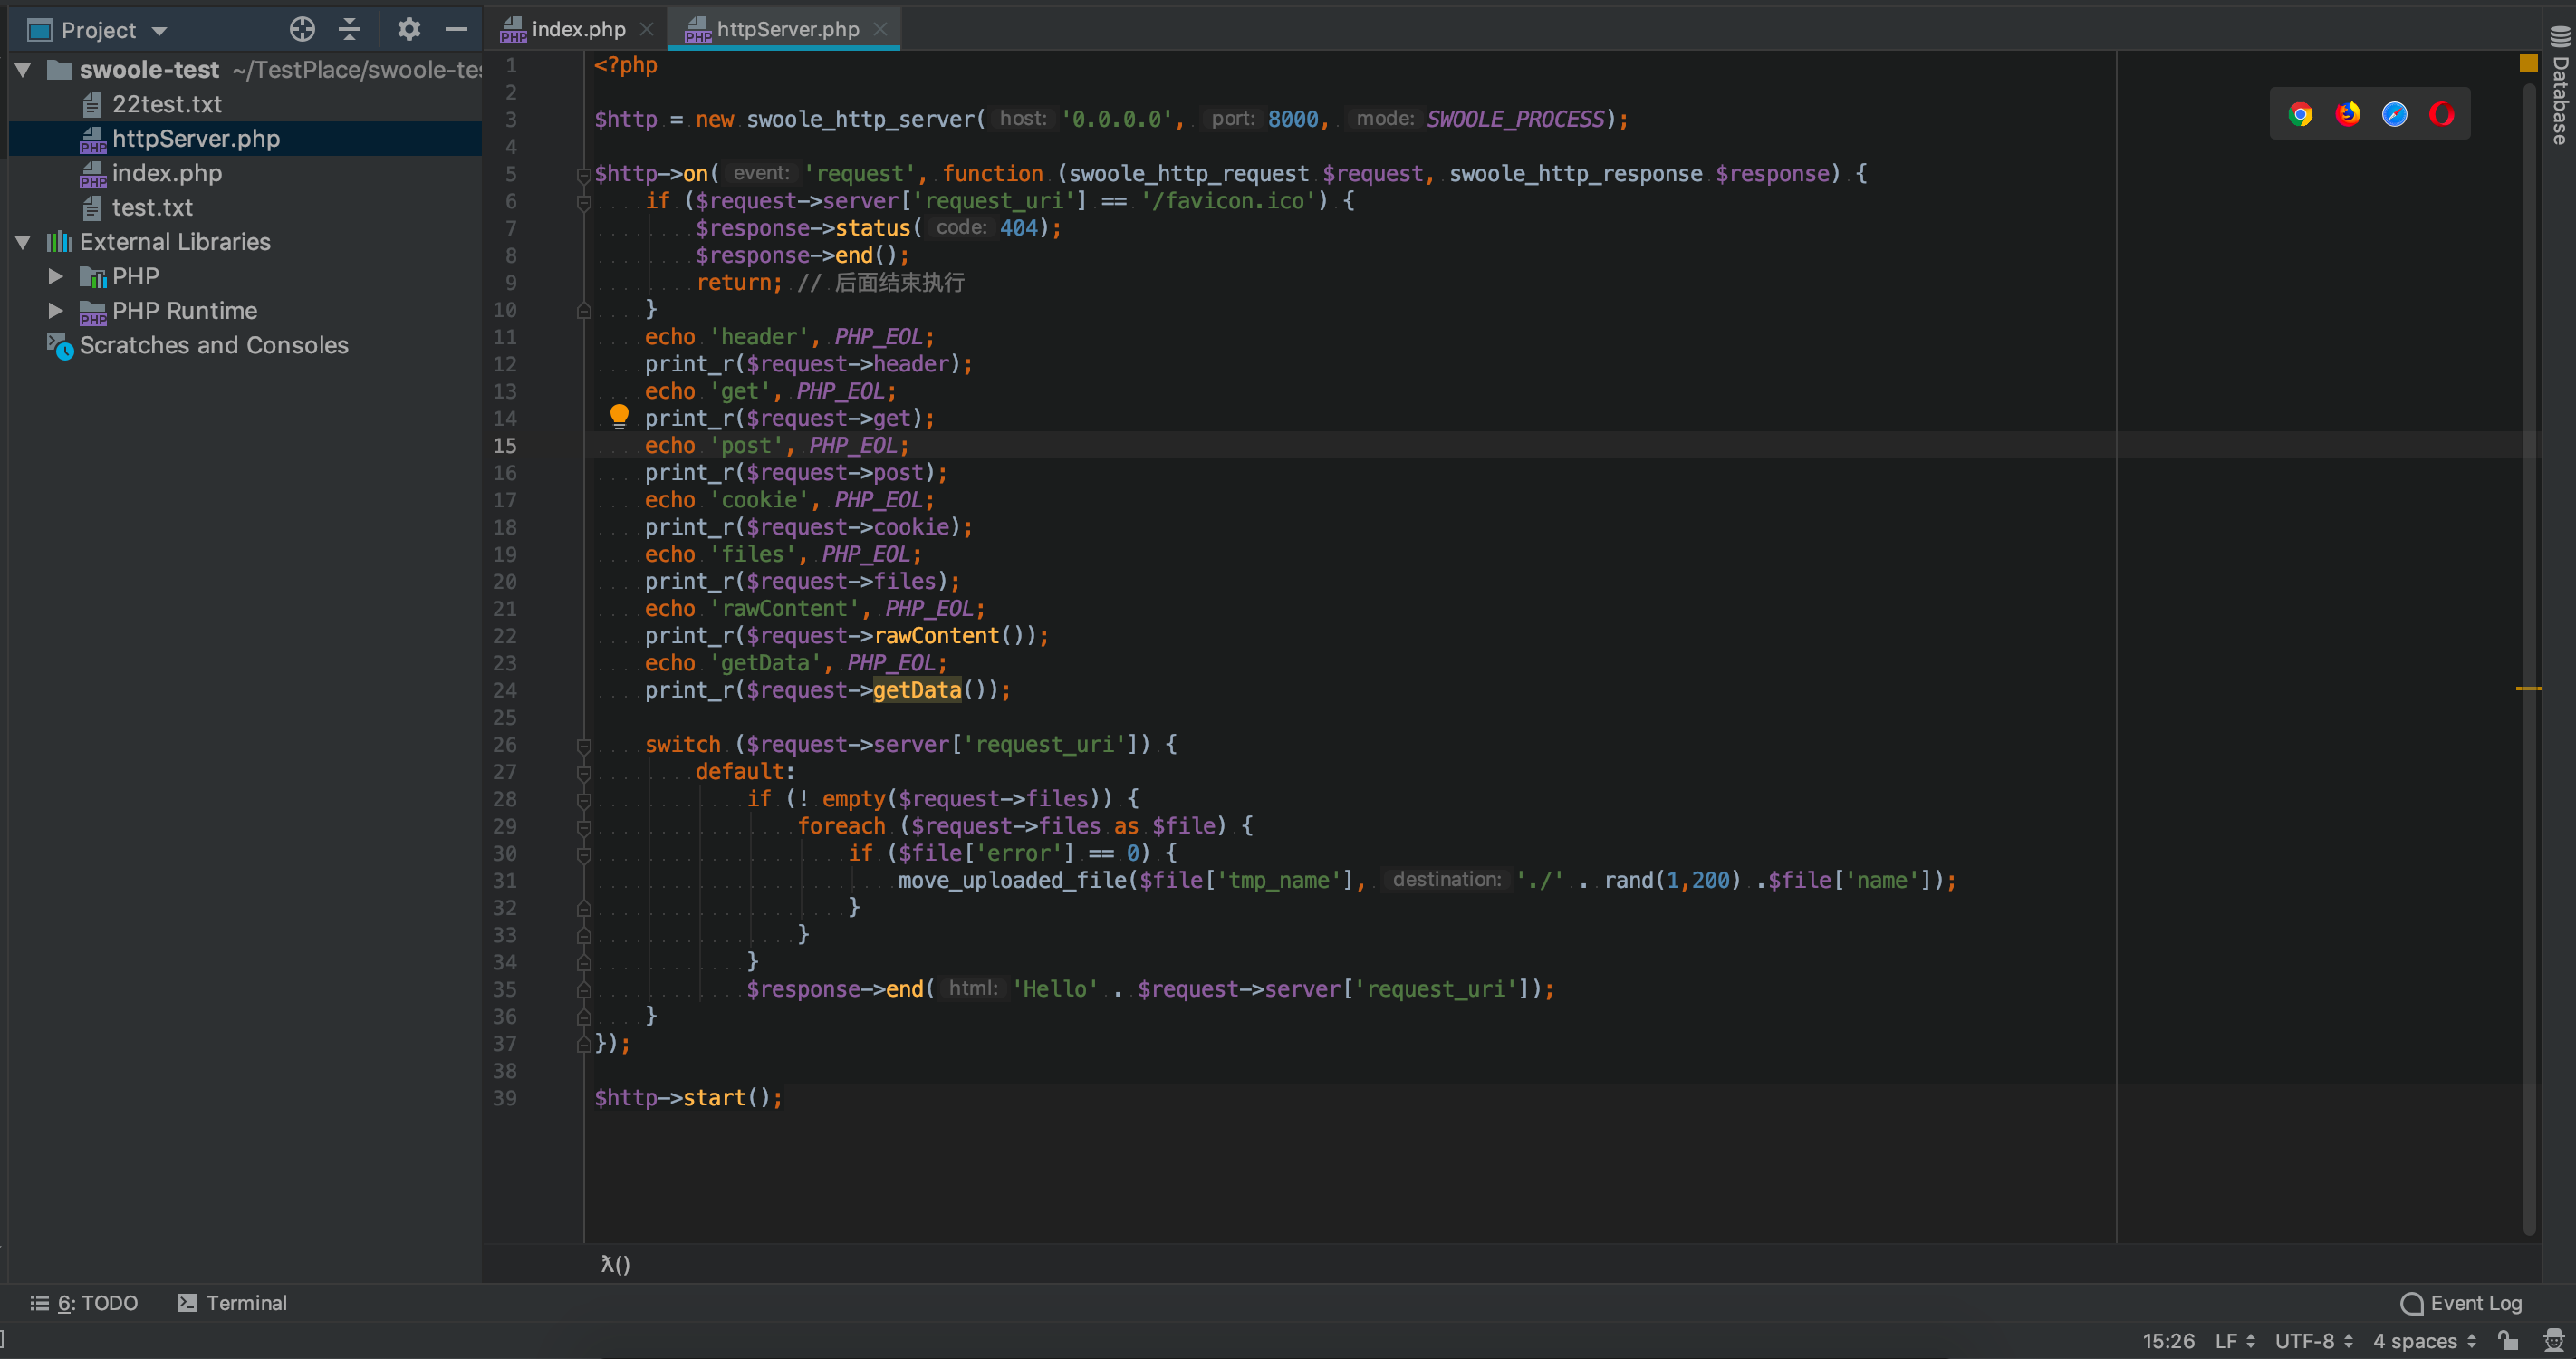 Project
index.php
httpServer.php
swoole-test ~/TestPlace/swoole-tes
22test.txt
httpServer.php
index.php
test.txt
External Libraries
PHP
PHP Runtime
Scratches and Consoles
1 <?php
2
3 $http = new swoole_http_server( host: '0.0.0.0', port: 8000, mode: SWOOLE_PROCESS);
4
5 $http->on( event: 'request', function (swoole_http_request $request, swoole_http_response $response) {
6 if ($request->server['request_uri'] == '/favicon.ico') {
7 $response->status( code: 404);
8 $response->end();
9 return; // 后面结束执行
10 }
11 echo 'header', PHP_EOL;
12 print_r($request->header);
13 echo 'get', PHP_EOL;
14 print_r($request->get);
15 echo 'post', PHP_EOL;
16 print_r($request->post);
17 echo 'cookie', PHP_EOL;
18 print_r($request->cookie);
19 echo 'files', PHP_EOL;
20 print_r($request->files);
21 echo 'rawContent', PHP_EOL;
22 print_r($request->rawContent());
23 echo 'getData', PHP_EOL;
24 print_r($request->getData());
25
26 switch ($request->server['request_uri']) {
27 default:
28 if (! empty($request->files)) {
29 foreach ($request->files as $file) {
30 if ($file['error'] == 0) {
31 move_uploaded_file($file['tmp_name'], destination: './' . rand(1,200) .$file['name']);
32 }
33 }
34 }
35 $response->end( html: 'Hello' . $request->server['request_uri']);
36 }
37 });
38
39 $http->start();
Database
λ()
6: TODO
Terminal
Event Log
15:26 LF UTF-8 4 spaces